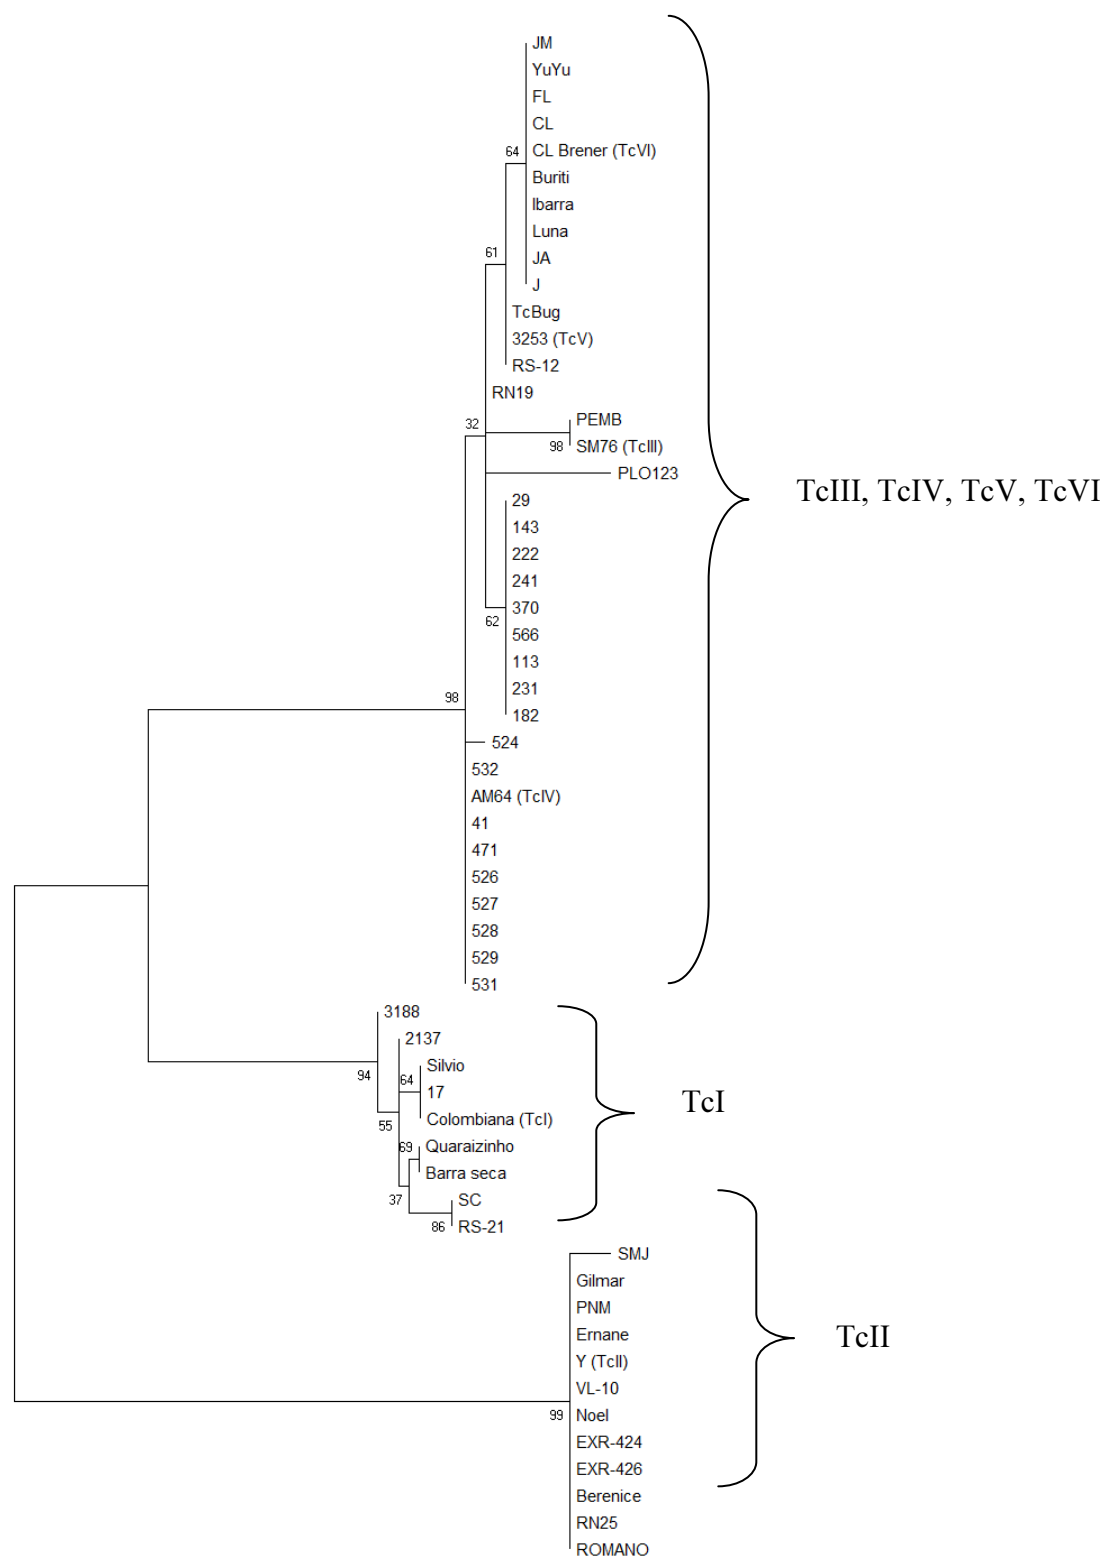 JM
YuYu
FL
CL
64
CL Brener (TcVI)
Buriti
Ibarra
Luna
61
JA
J
TcBug
3253 (TcV)
RS-12
RN19
32
PEMB
98
SM76 (TcIII)
PLO123
TcIII, TcIV, TcV, TcVI
29
143
222
241
370
62
566
113
231
182
98
524
532
AM64 (TcIV)
41
471
526
527
528
529
531
3188
2137
Silvio
94
64
17
TcI
Colombiana (TcI)
55
69
Quaraizinho
Barra seca
37
SC
86
RS-21
SMJ
Gilmar
PNM
Ernane
TcII
Y (TcII)
VL-10
99
Noel
EXR-424
EXR-426
Berenice
RN25
ROMANO